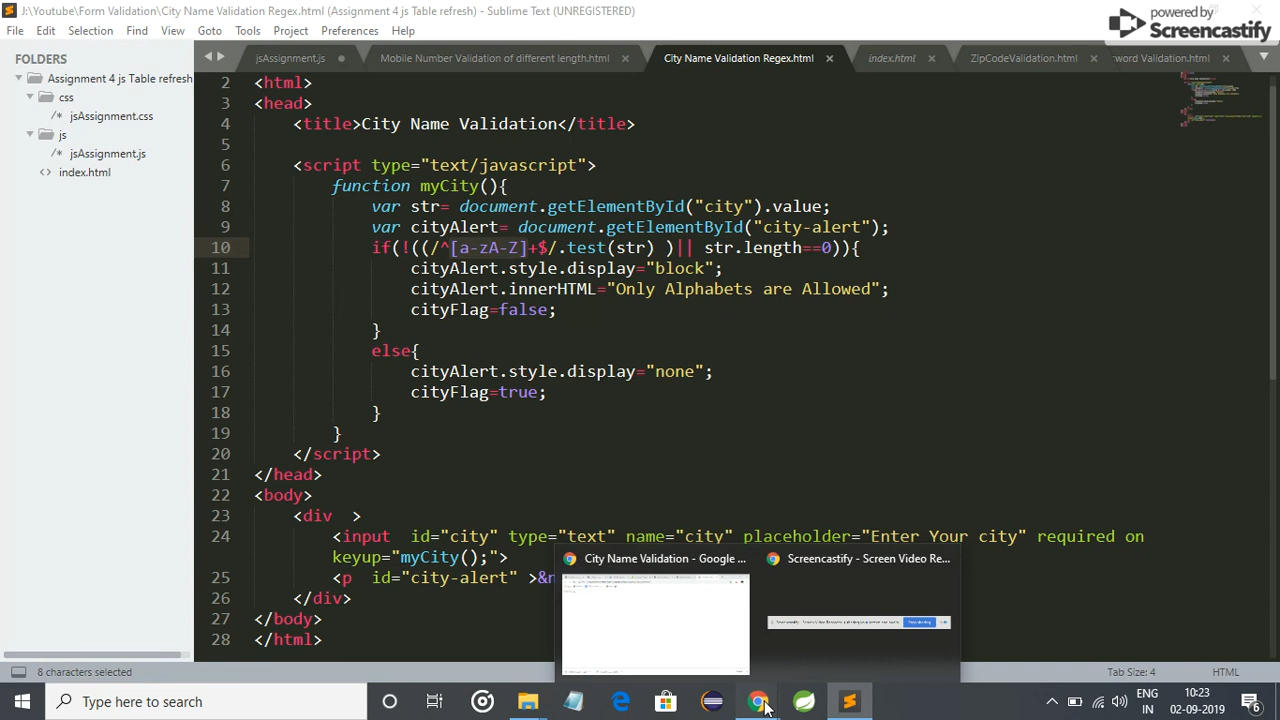 J:\Youtube\Form Validation\City Name Validation Regex.html (Assignment 4 js Table refresh) - Sublime Text (UNREGISTERED)
powered by
Screencastify
File Edit Selection Find View Goto Tools Project Preferences Help
FOLDERS
Assignment 4 js Table refresh
css
jsAssignment.css
js
jsAssignment.js
index.html
jsAssignment.js Mobile Number Validation of different length.html City Name Validation Regex.html index.html ZipCodeValidation.html word Validation.html
2 <html>
3 <head>
4 <title>City Name Validation</title>
5
6 <script type="text/javascript">
7 function myCity(){
8 var str= document.getElementById("city").value;
9 var cityAlert= document.getElementById("city-alert");
10 if(!((/^[a-zA-Z]+$/.test(str) )|| str.length==0)){
11 cityAlert.style.display="block";
12 cityAlert.innerHTML="Only Alphabets are Allowed";
13 cityFlag=false;
14 }
15 else{
16 cityAlert.style.display="none";
17 cityFlag=true;
18 }
19 }
20 </script>
21 </head>
22 <body>
23 <div >
24 <input id="city" type="text" name="city" placeholder="Enter Your city" required on
keyup="myCity();">
25 <p id="city-alert" >&n
26 </div>
27 </body>
28 </html>
City Name Validation - Google ... Screencastify - Screen Video Re...
8 characters selected Tab Size: 4 HTML
Type here to search
ENG
IN
10:23
02-09-2019
6